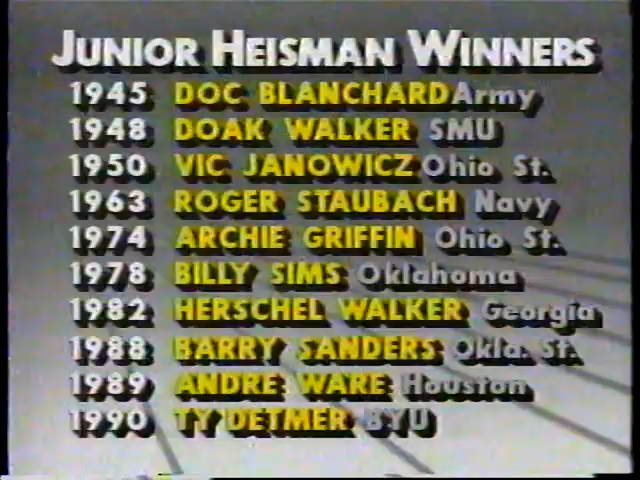 JUNIOR HEISMAN WINNERS
1945 DOC BLANCHARD Army
1948 DOAK WALKER SMU
1950 VIC JANOWICZ Ohio St.
1963 ROGER STAUBACH Navy
1974 ARCHIE GRIFFIN Ohio St.
1978 BILLY SIMS Oklahoma
1982 HERSCHEL WALKER Georgia
1988 BARRY SANDERS Okla. St.
1989 ANDRE WARE Houston
1990 TY DETMER BYU